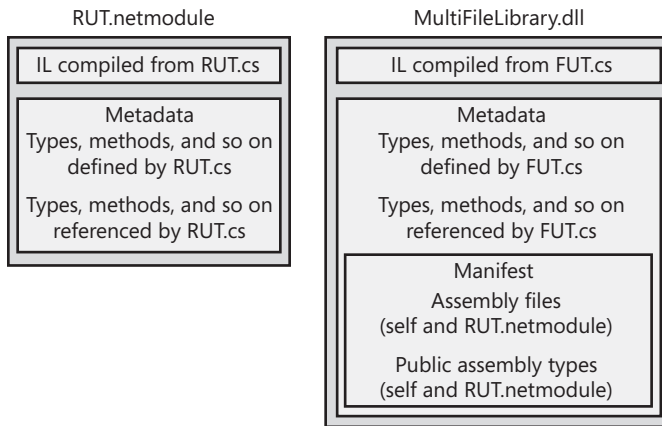 RUT.netmodule
IL compiled from RUT.cs
Metadata
Types, methods, and so on
defined by RUT.cs
Types, methods, and so on
referenced by RUT.cs
MultiFileLibrary.dll
IL compiled from FUT.cs
Metadata
Types, methods, and so on
defined by FUT.cs
Types, methods, and so on
referenced by FUT.cs
Manifest
Assembly files
(self and RUT.netmodule)
Public assembly types
(self and RUT.netmodule)